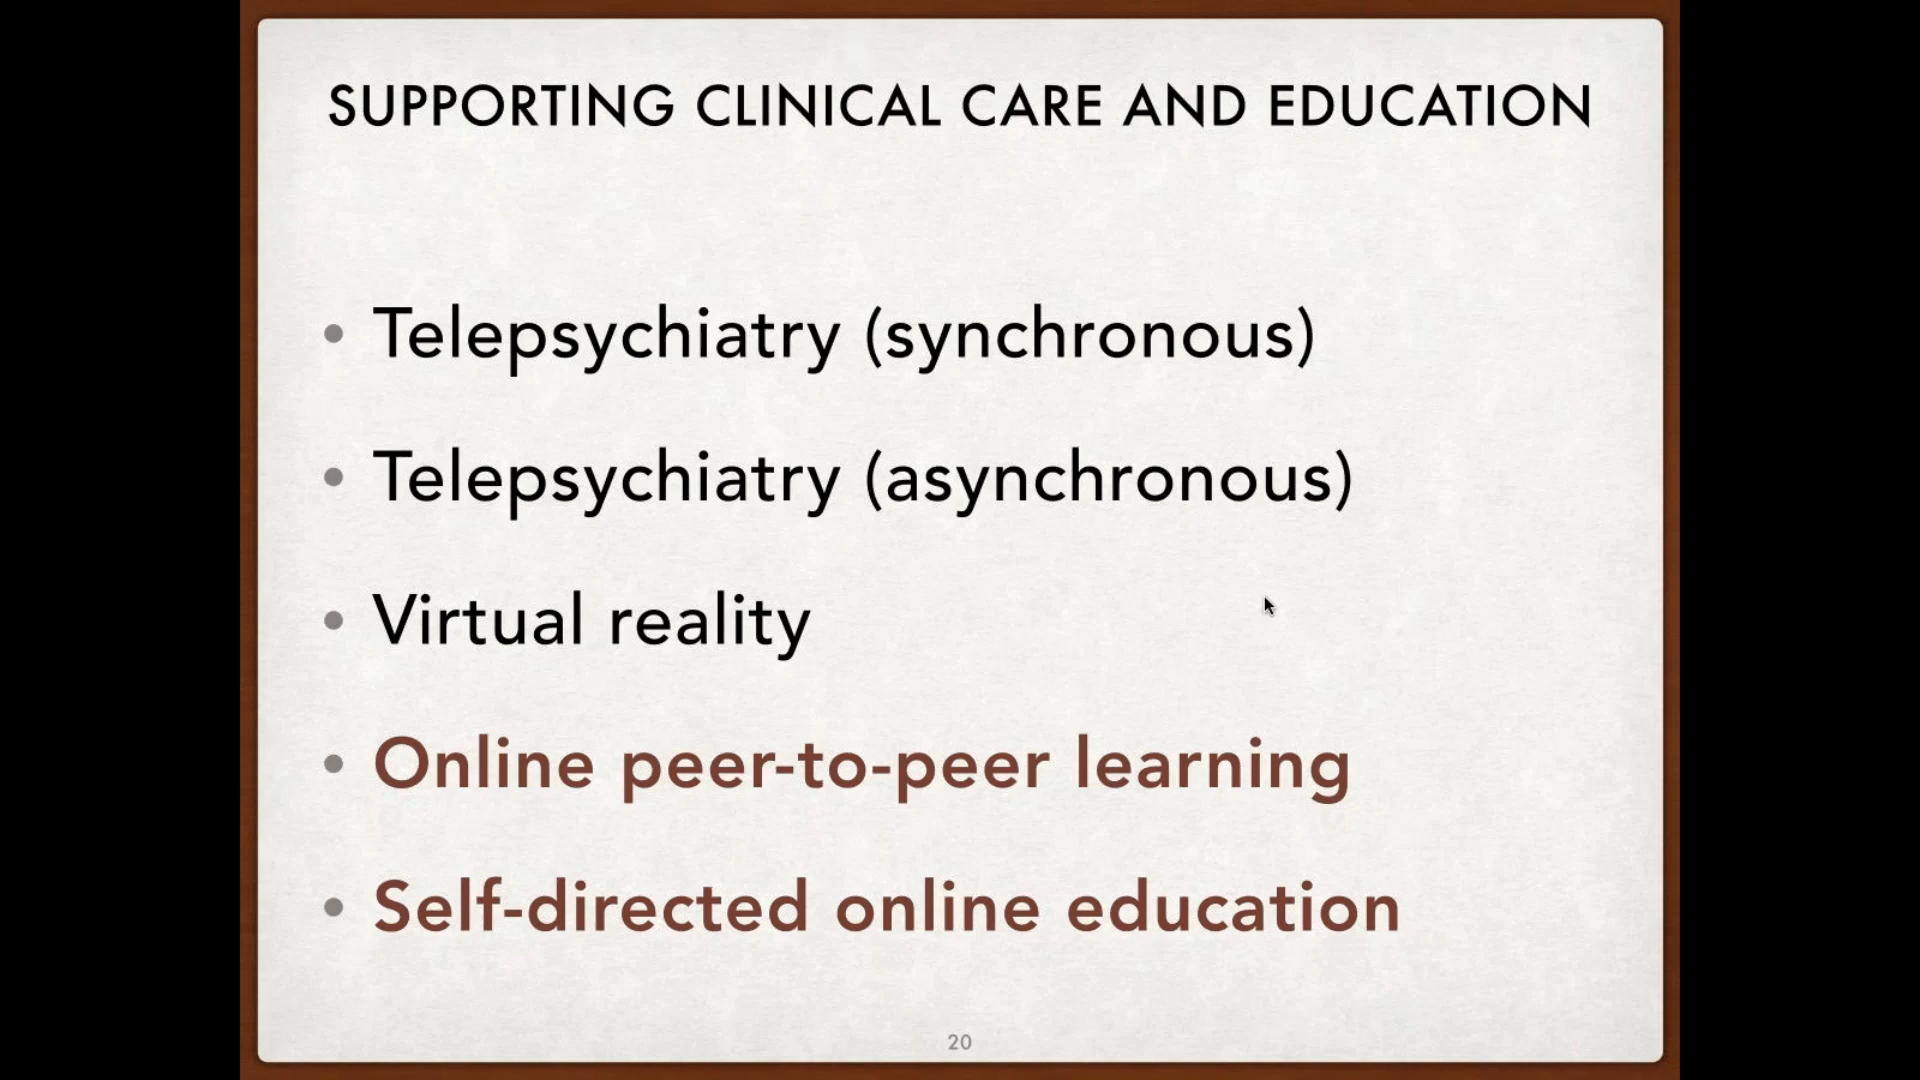 SUPPORTING CLINICAL CARE AND EDUCATION
• Telepsychiatry (synchronous)
• Telepsychiatry (asynchronous)
• Virtual reality
• Online peer-to-peer learning
• Self-directed online education
20